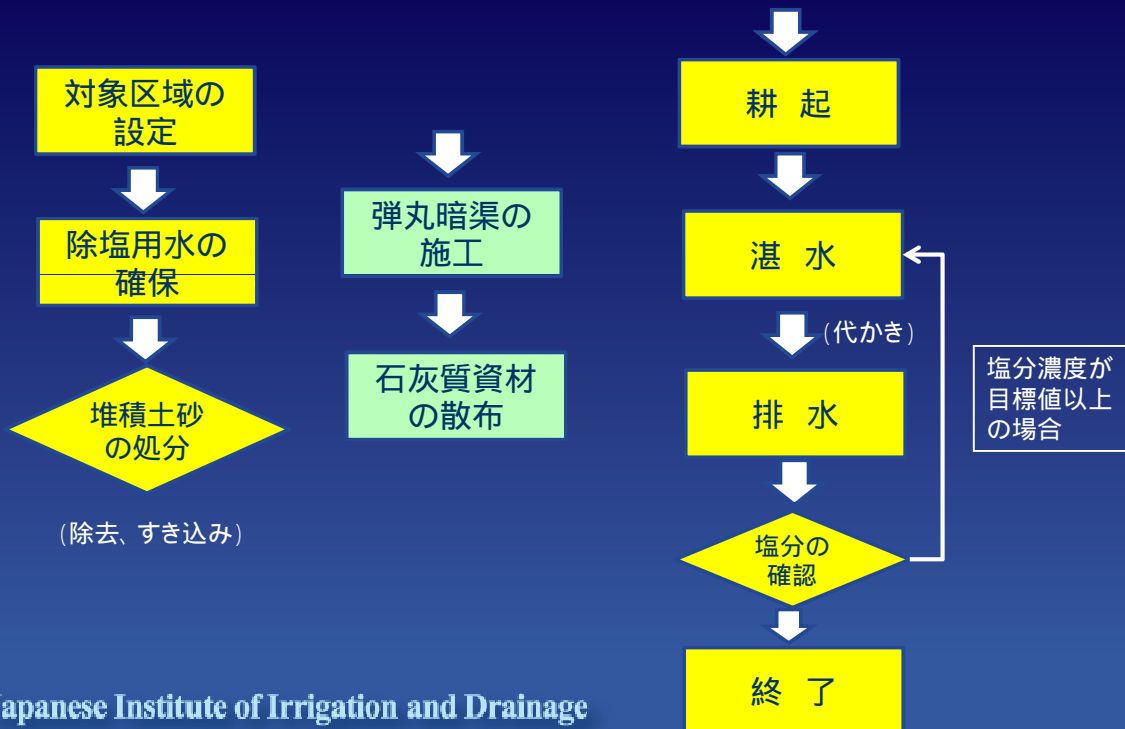 対象区域の
設定
除塩用水の
確保
堆積土砂
の処分
(除去、すき込み)
弾丸暗渠の
施工
石灰質資材
の散布
耕 起
湛 水
(代かき)
排 水
塩分の
確認
終 了
塩分濃度が
目標値以上
の場合
apanese Institute of Irrigation and Drainage